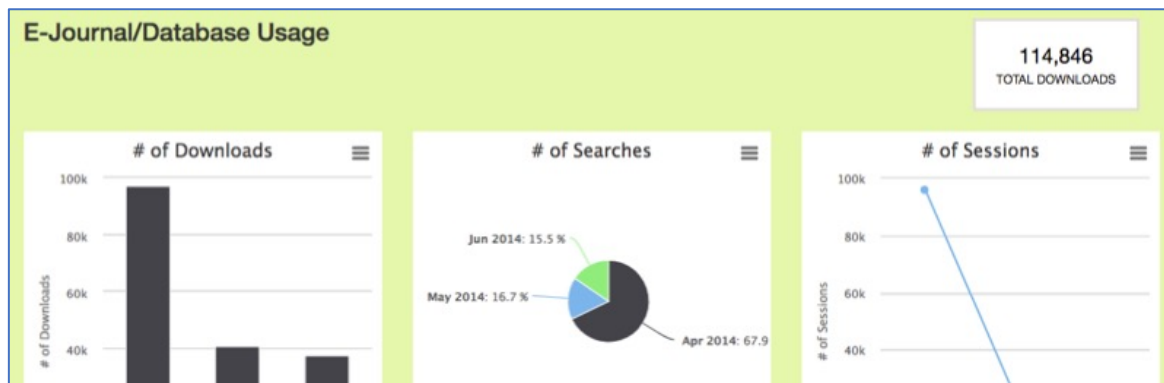 E-Journal/Database Usage
114,846
TOTAL DOWNLOADS
# of Downloads
100k
80k
60k
40k
# of Downloads
# of Searches
Jun 2014: 15.5 %
May 2014: 16.7 %
Apr 2014: 67.9
# of Sessions
100k
80k
60k
40k
# of Sessions